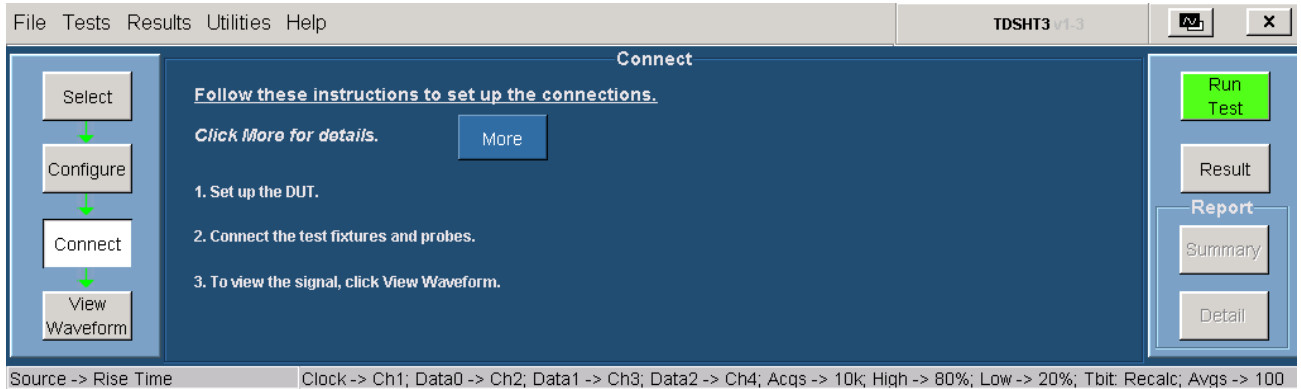 File Tests Results Utilities Help
TDSHT3 v1-3
x
Connect
Select
Configure
Connect
View
Waveform
Follow these instructions to set up the connections.
Click More for details.
More
1. Set up the DUT.
2. Connect the test fixtures and probes.
3. To view the signal, click View Waveform.
Run
Test
Result
Report
Summary
Detail
Source -> Rise Time
Clock -> Ch1; Data0 -> Ch2; Data1 -> Ch3; Data2 -> Ch4; Acqs -> 10k; High -> 80%; Low -> 20%; Tbit: Recalc; Avgs -> 100